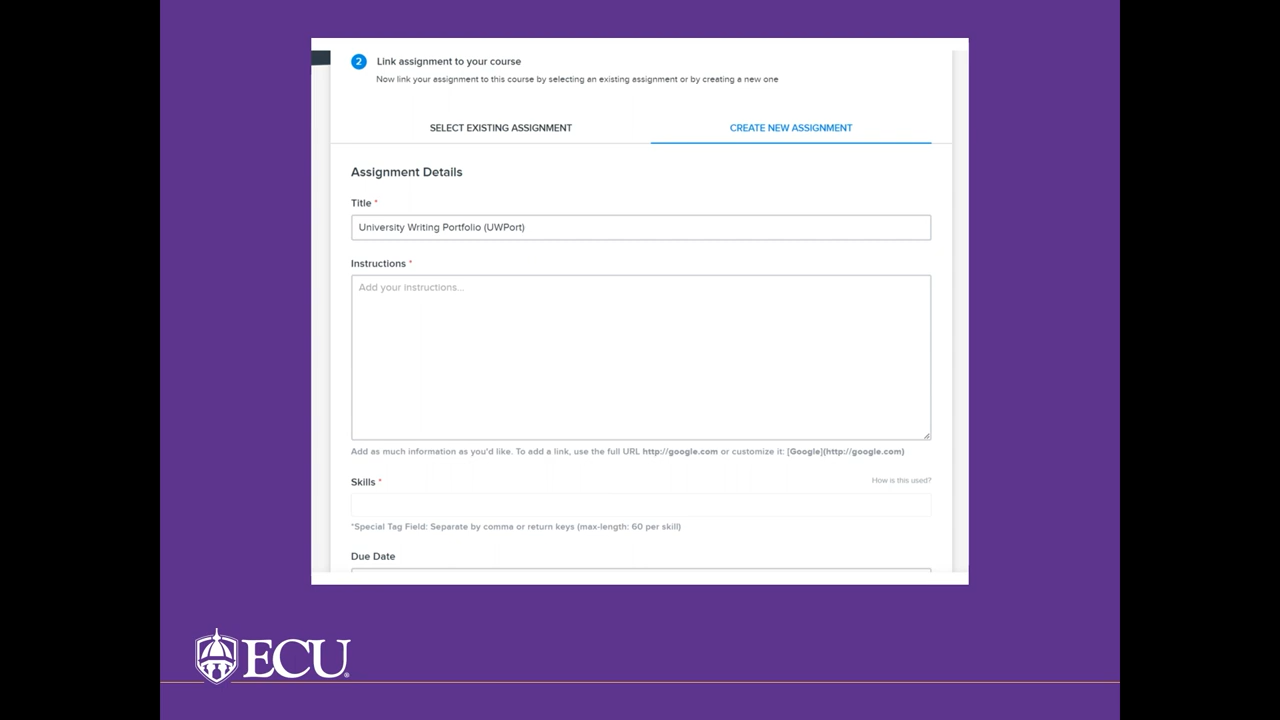 2 Link assignment to your course
Now link your assignment to this course by selecting an existing assignment or by creating a new one
SELECT EXISTING ASSIGNMENT CREATE NEW ASSIGNMENT
Assignment Details
Title *
University Writing Portfolio (UWPort)
Instructions *
Add your instructions...
Add as much information as you'd like. To add a link, use the full URL http://google.com or customize it: [Google](http://google.com)
Skills * How is this used?
*Special Tag Field: Separate by comma or return keys (max-length: 60 per skill)
Due Date
ECU®